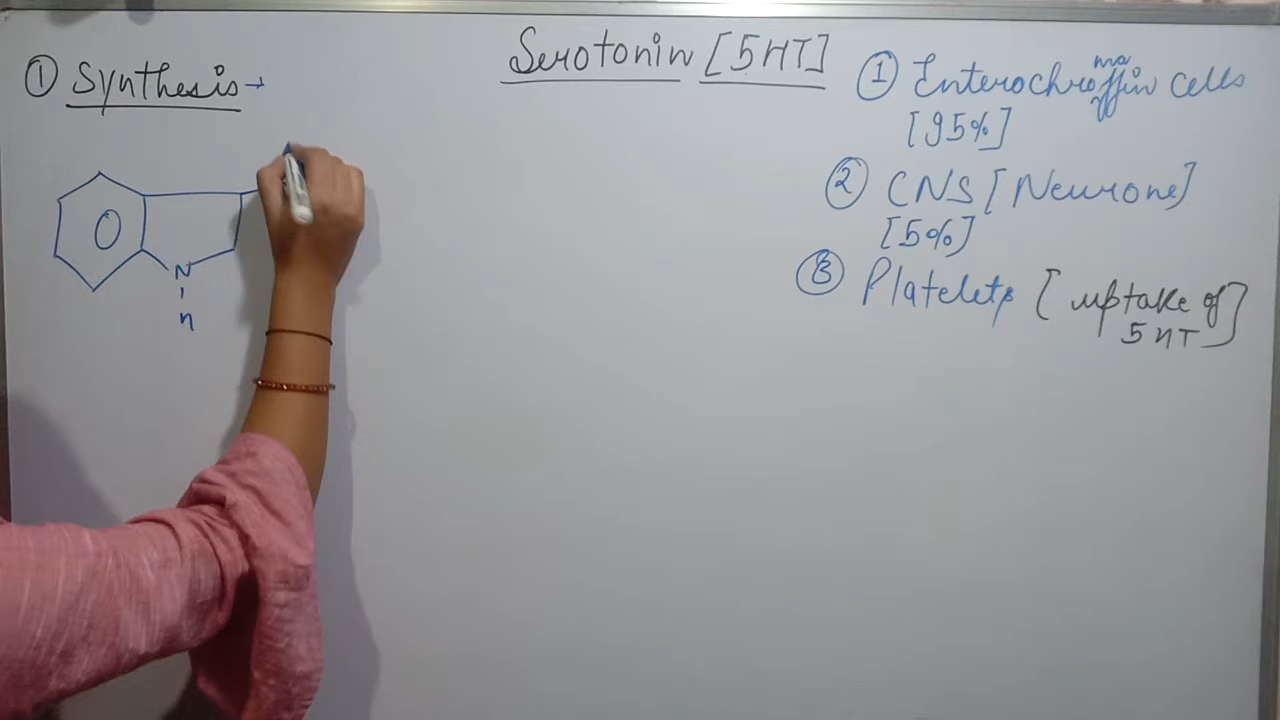 Serotonin [5HT]
① Synthesis →
N
H
① Enterochromaffin cells
[95%]
② CNS [Neurone]
[5%]
③ Platelets [uptake of
5HT]